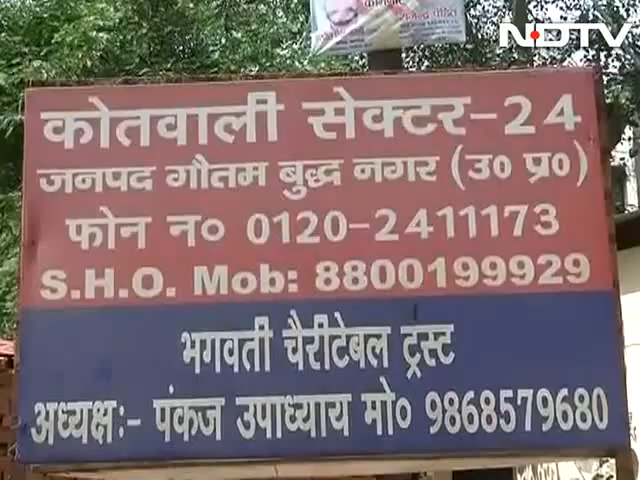 NDTV
कोतवाली सेक्टर-24
जनपद गौतम बुद्ध नगर (उ० प्र०)
फोन न० 0120-2411173
S.H.O. Mob: 8800199929
भगवती चैरीटेबल ट्रस्ट
अध्यक्षः- पंकज उपाध्याय मो० 9868579680